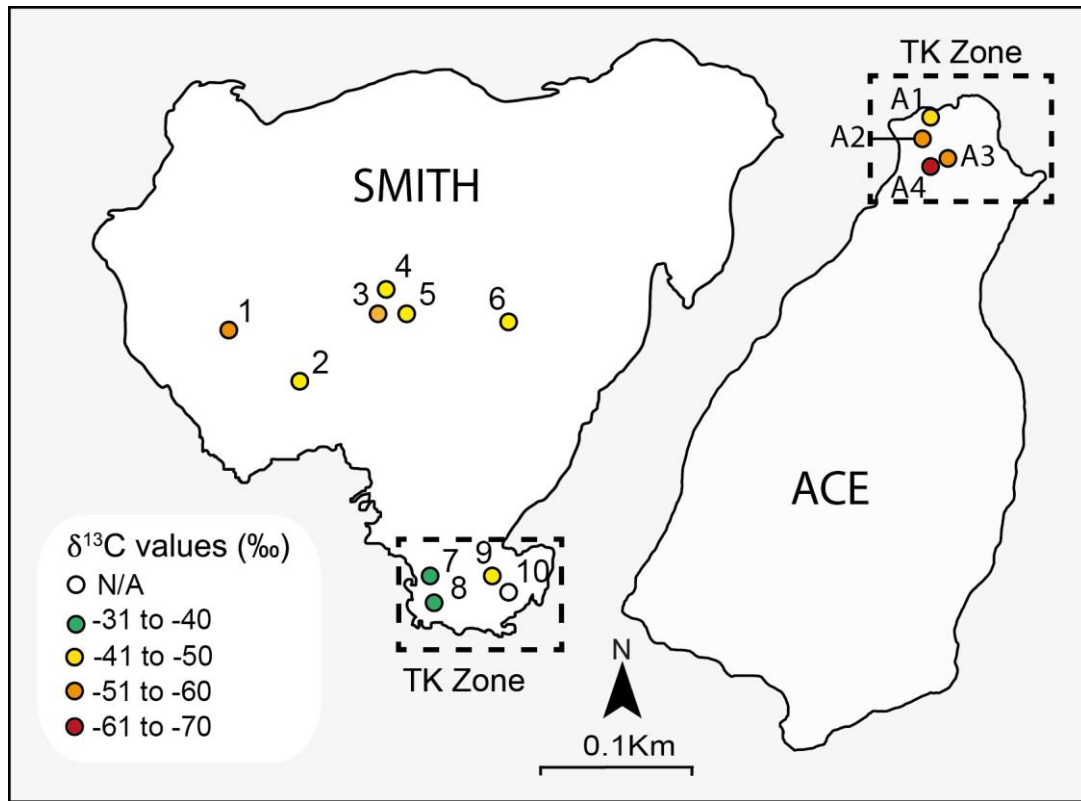 TK Zone
A1
A2
A3
A4
SMITH
4
3
5
6
1
2
ACE
7
9
10
8
TK Zone
δ¹³C values (‰)
N/A
-31 to -40
-41 to -50
-51 to -60
-61 to -70
N
0.1Km